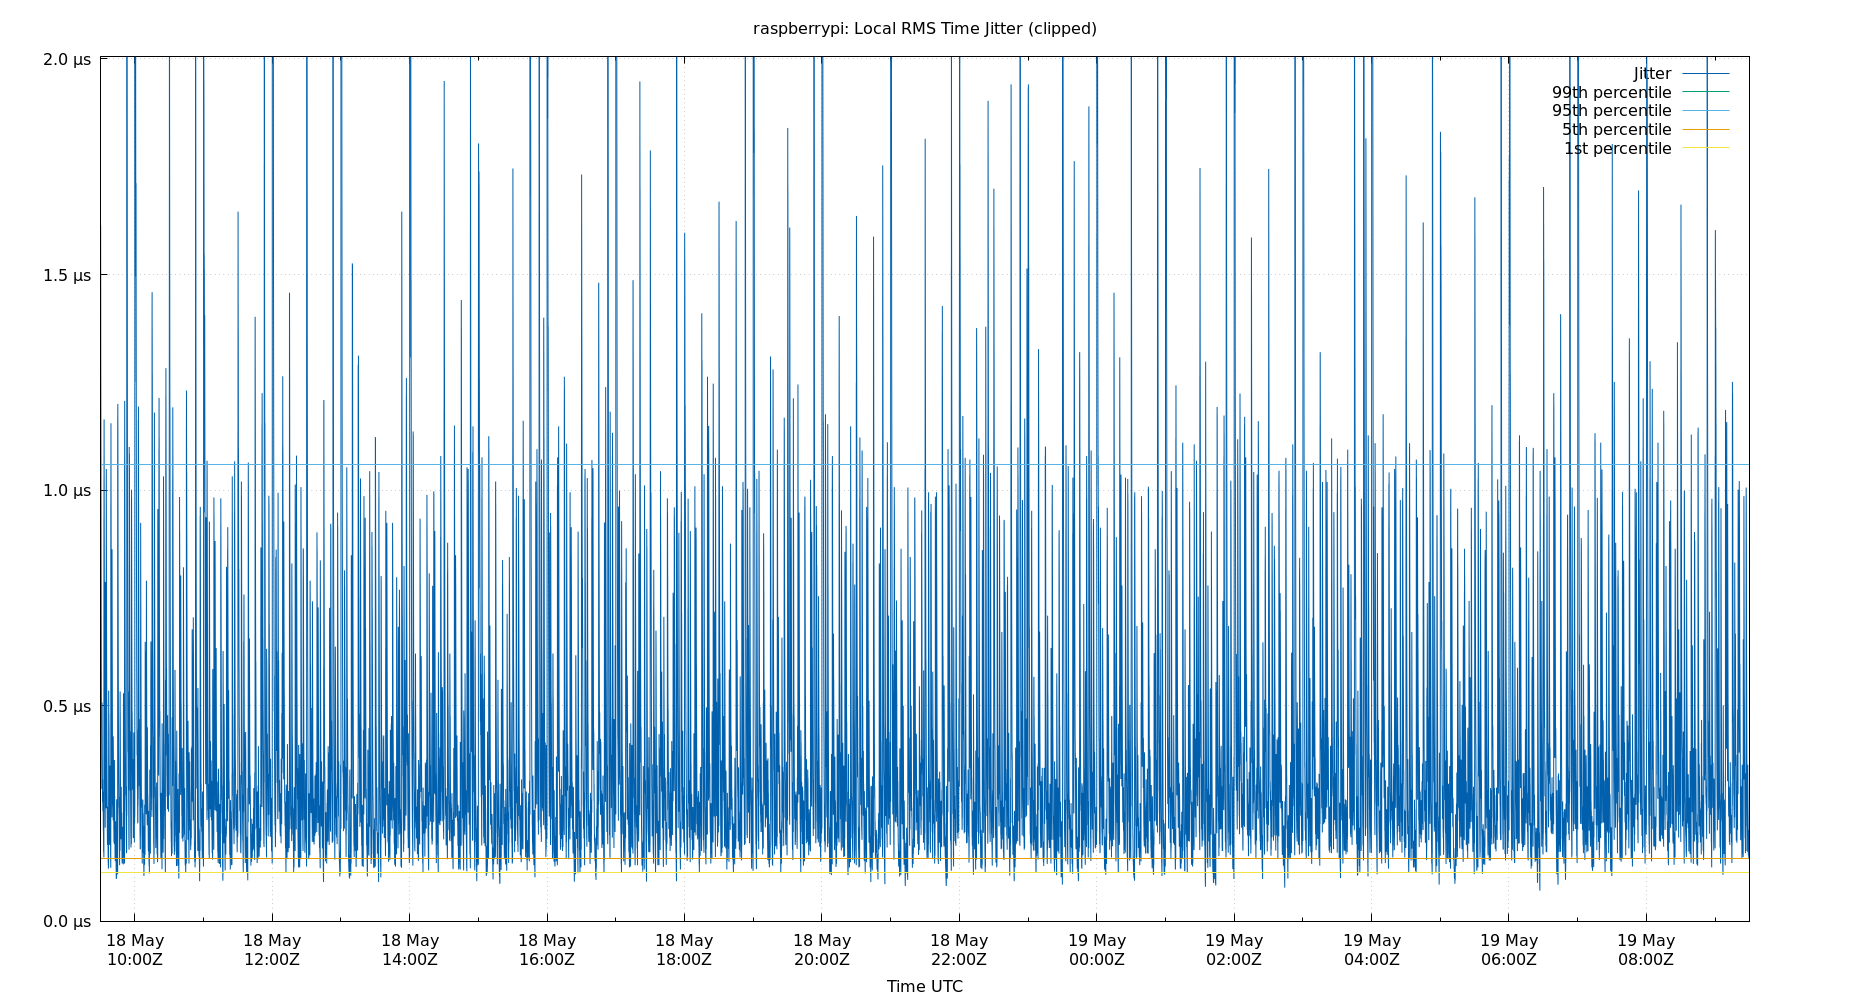 raspberrypi: Local RMS Time Jitter (clipped)
2.0 µs
1.5 µs
1.0 µs
0.5 µs
0.0 µs
Jitter
99th percentile
95th percentile
5th percentile
1st percentile
18 May 18 May 18 May 18 May 18 May 18 May 18 May 19 May 19 May 19 May 19 May 19 May
10:00Z 12:00Z 14:00Z 16:00Z 18:00Z 20:00Z 22:00Z 00:00Z 02:00Z 04:00Z 06:00Z 08:00Z
Time UTC